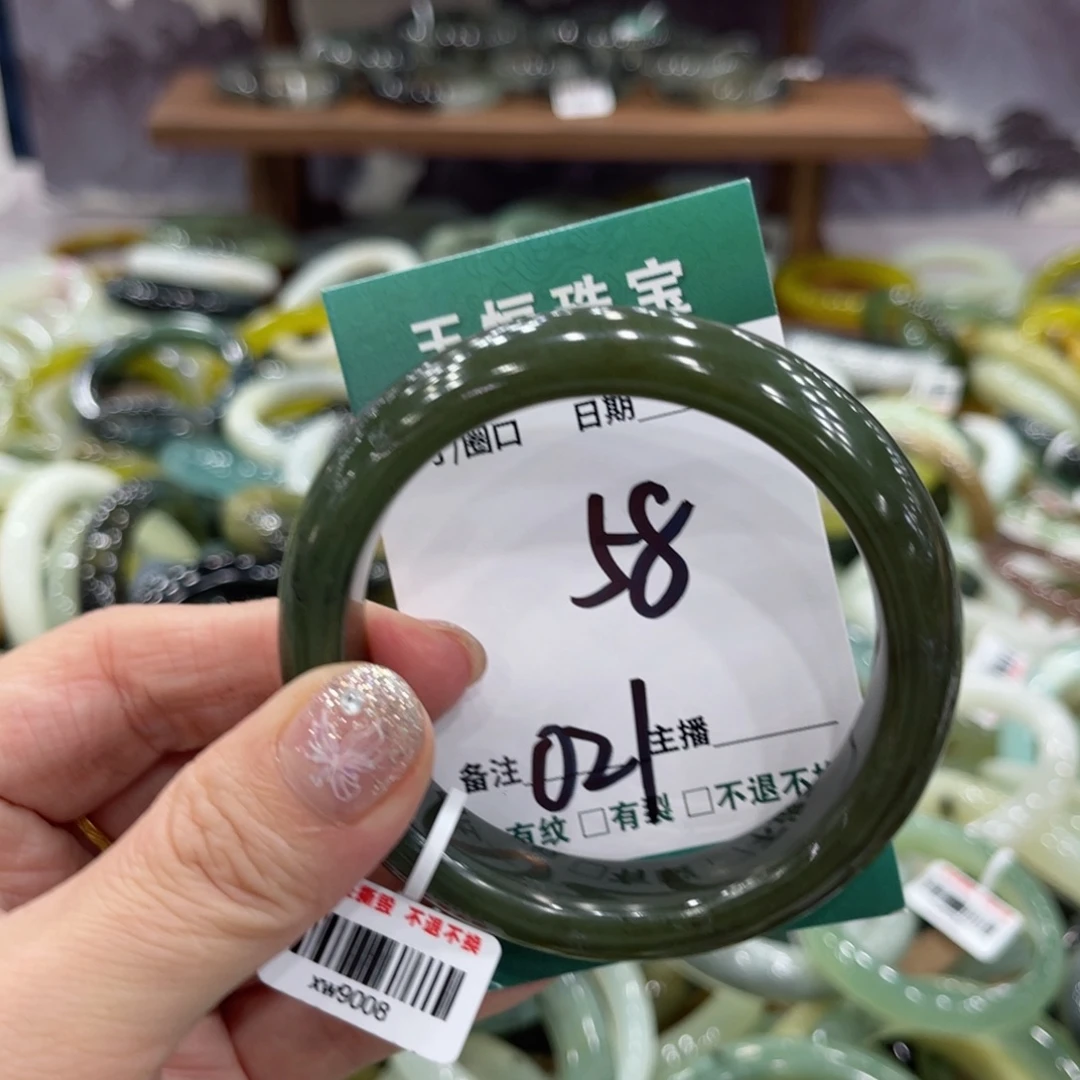 玉恒珠宝
/圈口 日期
58
备注 021 主播
有纹 □有裂 □不退不换
不退不换
xw9008